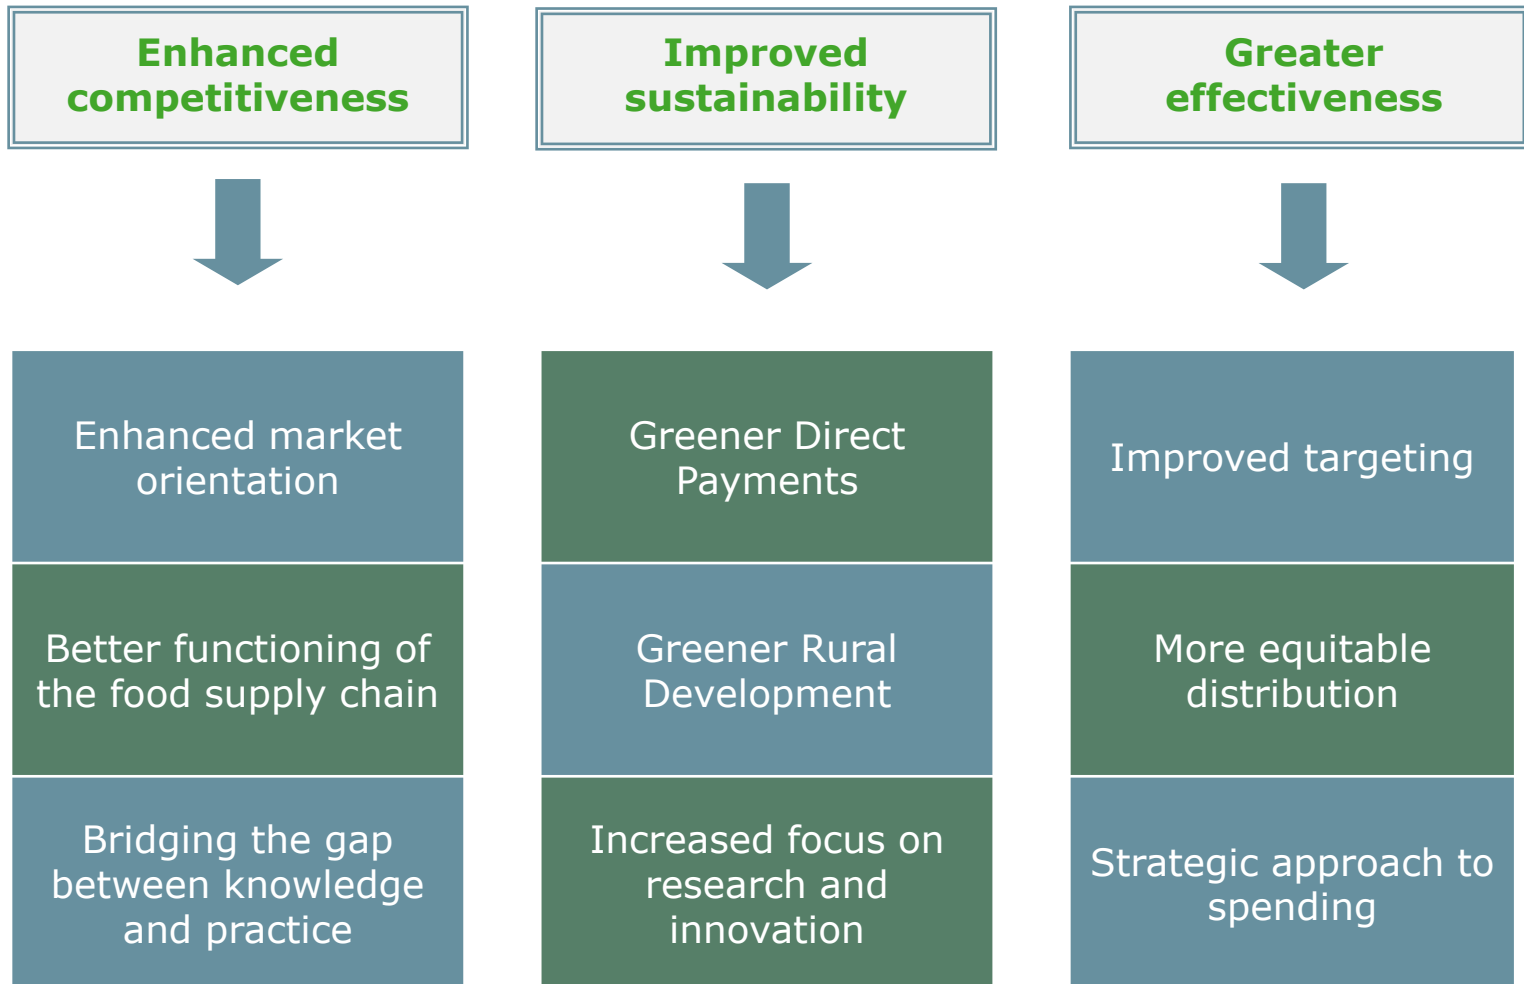 Enhanced
competitiveness
Improved
sustainability
Greater
effectiveness
Enhanced market
orientation
Better functioning of
the food supply chain
Bridging the gap
between knowledge
and practice
Greener Direct
Payments
Greener Rural
Development
Increased focus on
research and
innovation
Improved targeting
More equitable
distribution
Strategic approach to
spending